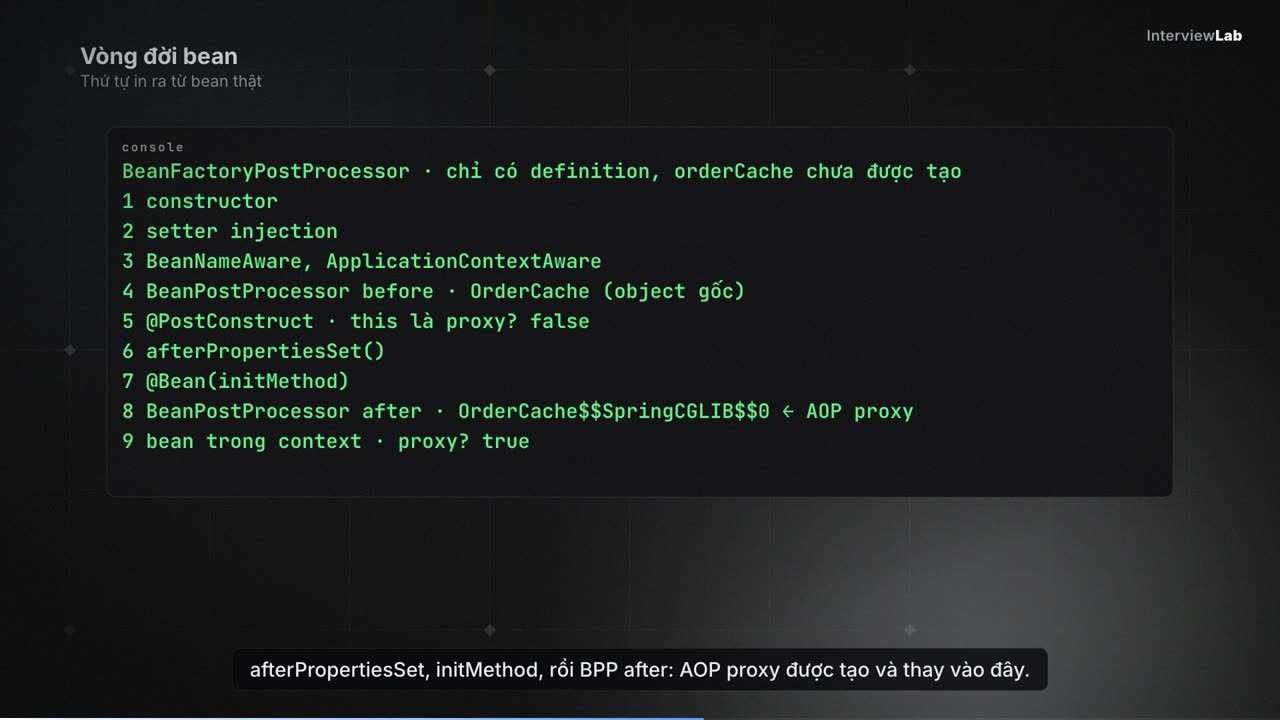 Vòng đời bean
Thứ tự in ra từ bean thật
InterviewLab
console
BeanFactoryPostProcessor · chỉ có definition, orderCache chưa được tạo
1 constructor
2 setter injection
3 BeanNameAware, ApplicationContextAware
4 BeanPostProcessor before · OrderCache (object gốc)
5 @PostConstruct · this là proxy? false
6 afterPropertiesSet()
7 @Bean(initMethod)
8 BeanPostProcessor after · OrderCache$$SpringCGLIB$$0 ← AOP proxy
9 bean trong context · proxy? true
afterPropertiesSet, initMethod, rồi BPP after: AOP proxy được tạo và thay vào đây.